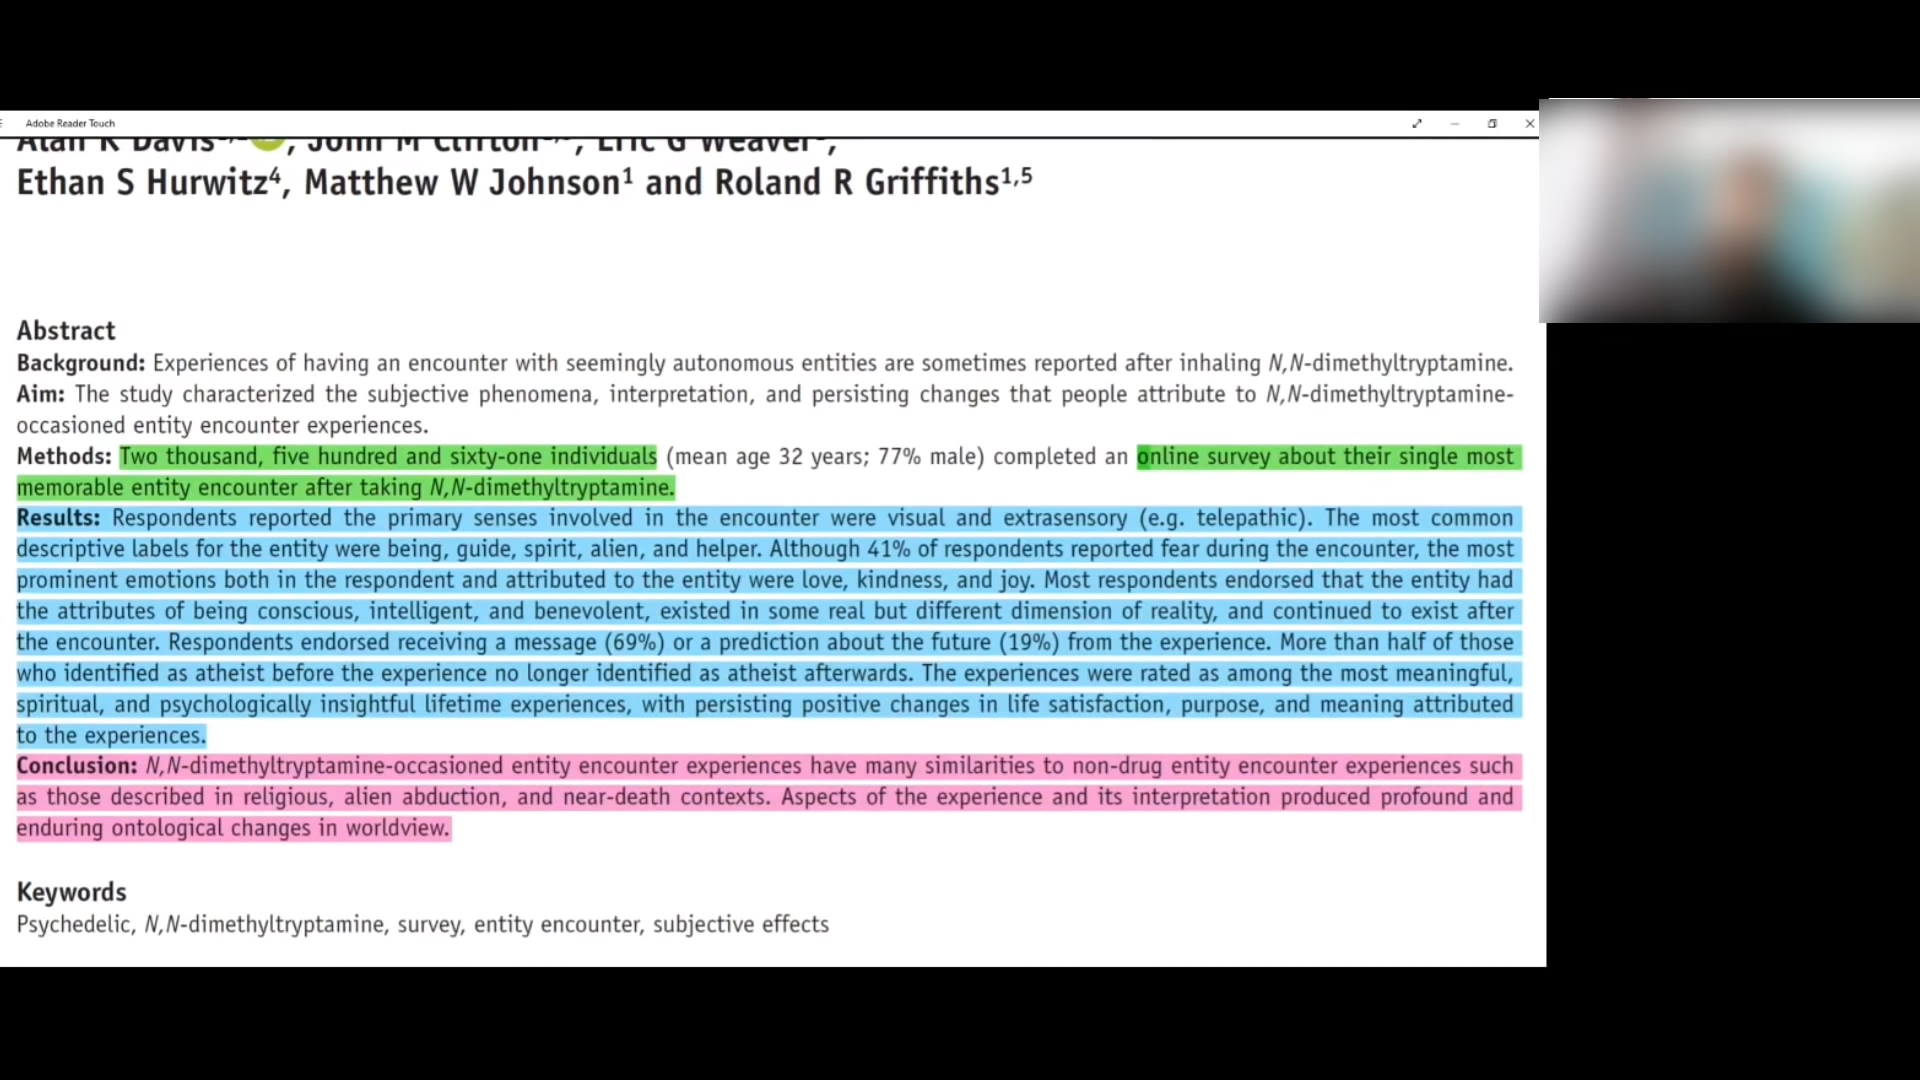 Adobe Reader Touch
Alan K Davis, John M Clifton, Eric G Weaver,
Ethan S Hurwitz⁴, Matthew W Johnson¹ and Roland R Griffiths¹,⁵
Abstract
Background: Experiences of having an encounter with seemingly autonomous entities are sometimes reported after inhaling N,N-dimethyltryptamine.
Aim: The study characterized the subjective phenomena, interpretation, and persisting changes that people attribute to N,N-dimethyltryptamine-
occasioned entity encounter experiences.
Methods: Two thousand, five hundred and sixty-one individuals (mean age 32 years; 77% male) completed an online survey about their single most
memorable entity encounter after taking N,N-dimethyltryptamine.
Results: Respondents reported the primary senses involved in the encounter were visual and extrasensory (e.g. telepathic). The most common
descriptive labels for the entity were being, guide, spirit, alien, and helper. Although 41% of respondents reported fear during the encounter, the most
prominent emotions both in the respondent and attributed to the entity were love, kindness, and joy. Most respondents endorsed that the entity had
the attributes of being conscious, intelligent, and benevolent, existed in some real but different dimension of reality, and continued to exist after
the encounter. Respondents endorsed receiving a message (69%) or a prediction about the future (19%) from the experience. More than half of those
who identified as atheist before the experience no longer identified as atheist afterwards. The experiences were rated as among the most meaningful,
spiritual, and psychologically insightful lifetime experiences, with persisting positive changes in life satisfaction, purpose, and meaning attributed
to the experiences.
Conclusion: N,N-dimethyltryptamine-occasioned entity encounter experiences have many similarities to non-drug entity encounter experiences such
as those described in religious, alien abduction, and near-death contexts. Aspects of the experience and its interpretation produced profound and
enduring ontological changes in worldview.
Keywords
Psychedelic, N,N-dimethyltryptamine, survey, entity encounter, subjective effects